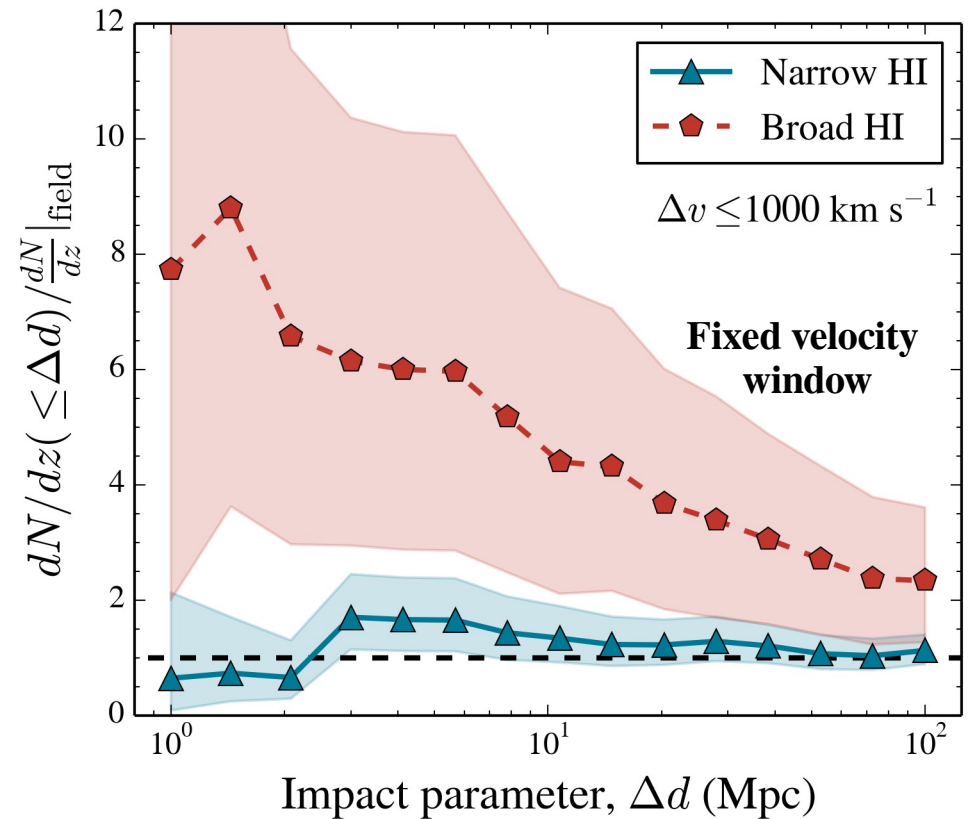 12
10
8
6
4
2
0
10⁰
10¹
10²
dN/dz(≤Δd)/dN/dz|field
Impact parameter, Δd (Mpc)
Narrow HI
Broad HI
Δv ≤1000 km s⁻¹
Fixed velocity
window